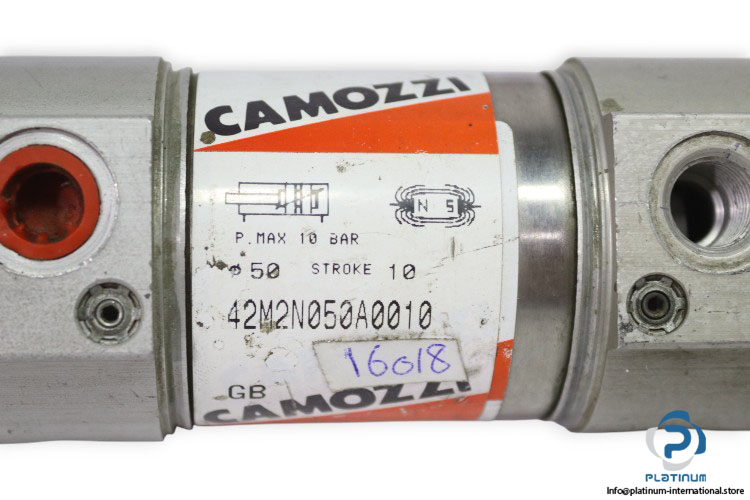 CAMOZZI
N S
P.MAX 10 BAR
ø 50 STROKE 10
42M2N050A0010
16018
GB
CAMOZZI
PLATINUM
Info@platinum-international.store